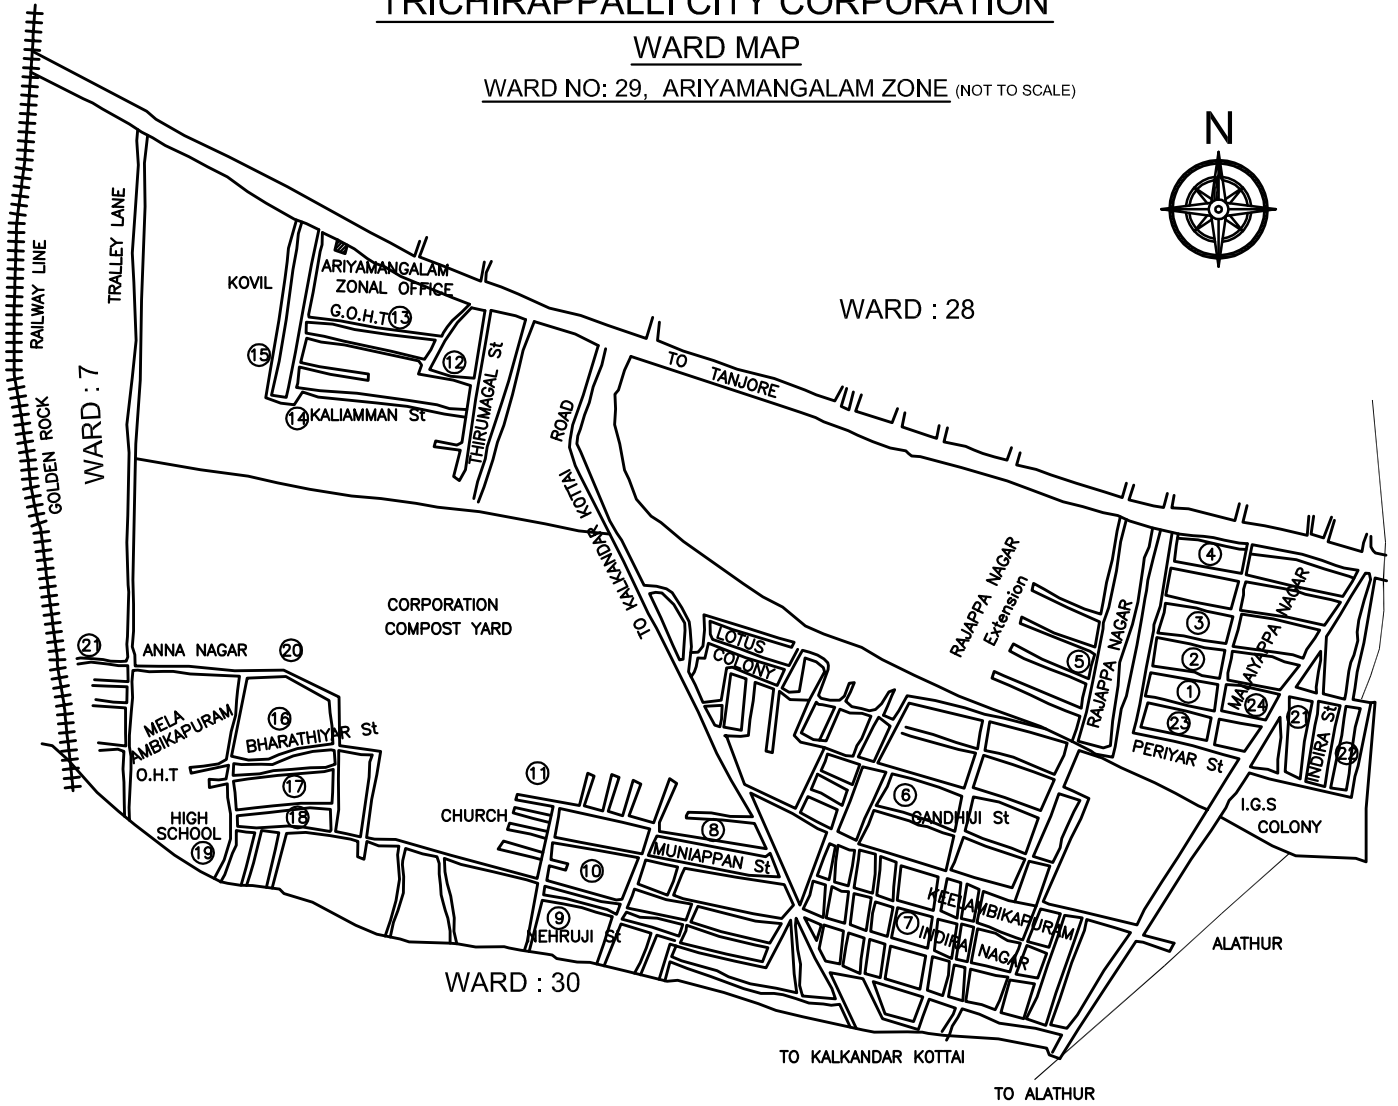 TRICHIRAPPALLI CITY CORPORATION
WARD MAP
WARD NO: 29, ARIYAMANGALAM ZONE (NOT TO SCALE)
N
WARD : 28
TRALLEY LANE
RAILWAY LINE
GOLDEN ROCK
WARD : 7
KOVIL
ARIYAMANGALAM
ZONAL OFFICE
G.O.H.T
13
15
12
14
KALIAMMAN St
THIRUMAGAL St
ROAD
TO KALKANDAR KOTTAI
TO TANJORE
RAJAPPA NAGAR
Extension
5
RAJAPPA NAGAR
4
3
2
1
23
MALAIYAPPA NAGAR
24
21
INDIRA St
22
PERIYAR St
I.G.S
COLONY
CORPORATION
COMPOST YARD
LOTUS
COLONY
21
ANNA NAGAR
20
MELA
AMBIKAPURAM
16
BHARATHIYAR St
O.H.T
17
18
HIGH
SCHOOL
19
11
CHURCH
8
MUNIAPPAN St
10
9
NEHRUJI St
6
GANDHIJI St
KEELAMBIKAPURAM
7
INDIRA NAGAR
ALATHUR
WARD : 30
TO KALKANDAR KOTTAI
TO ALATHUR